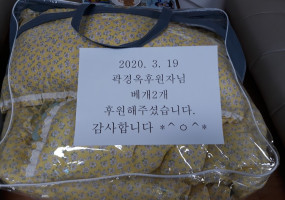 2020. 3. 19
곽경옥후원자님
베개2개
후원해주셨습니다.
감사합니다 *^ㅇ^*